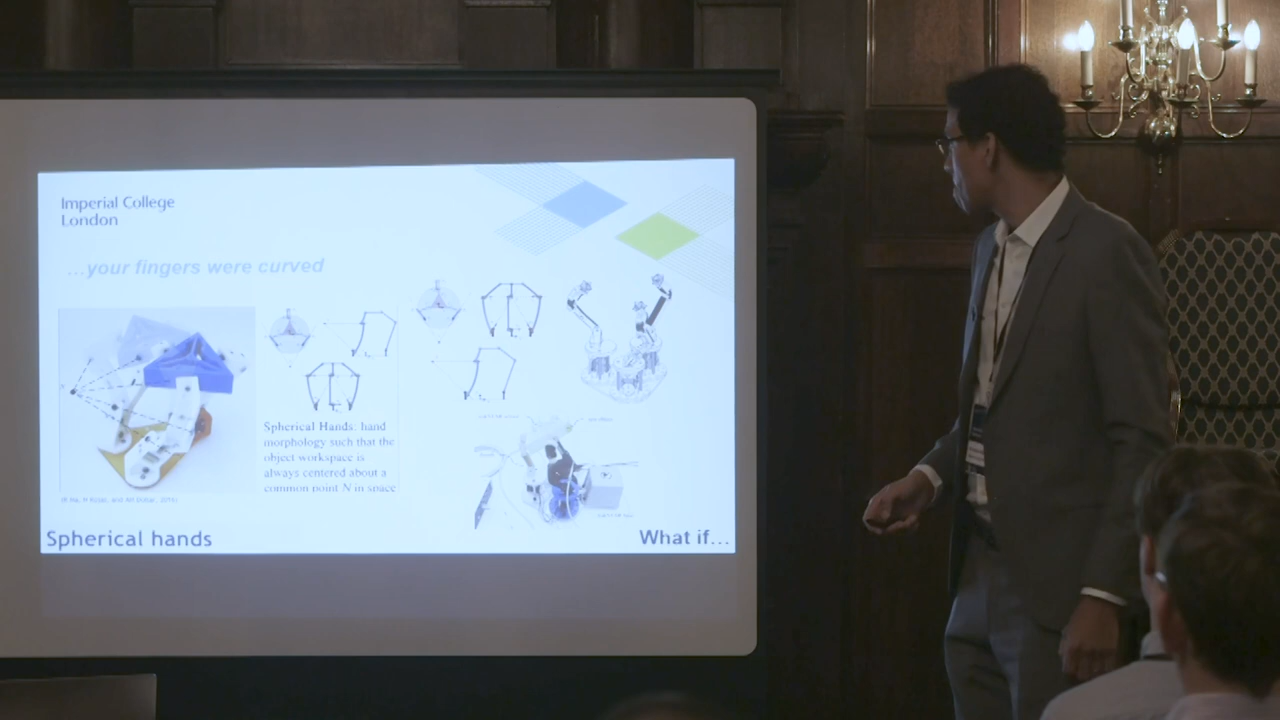 Imperial College
London
...your fingers were curved
Spherical Hands: hand
morphology such that the
object workspace is
always centered about a
common point N in space
Spherical hands
What if...